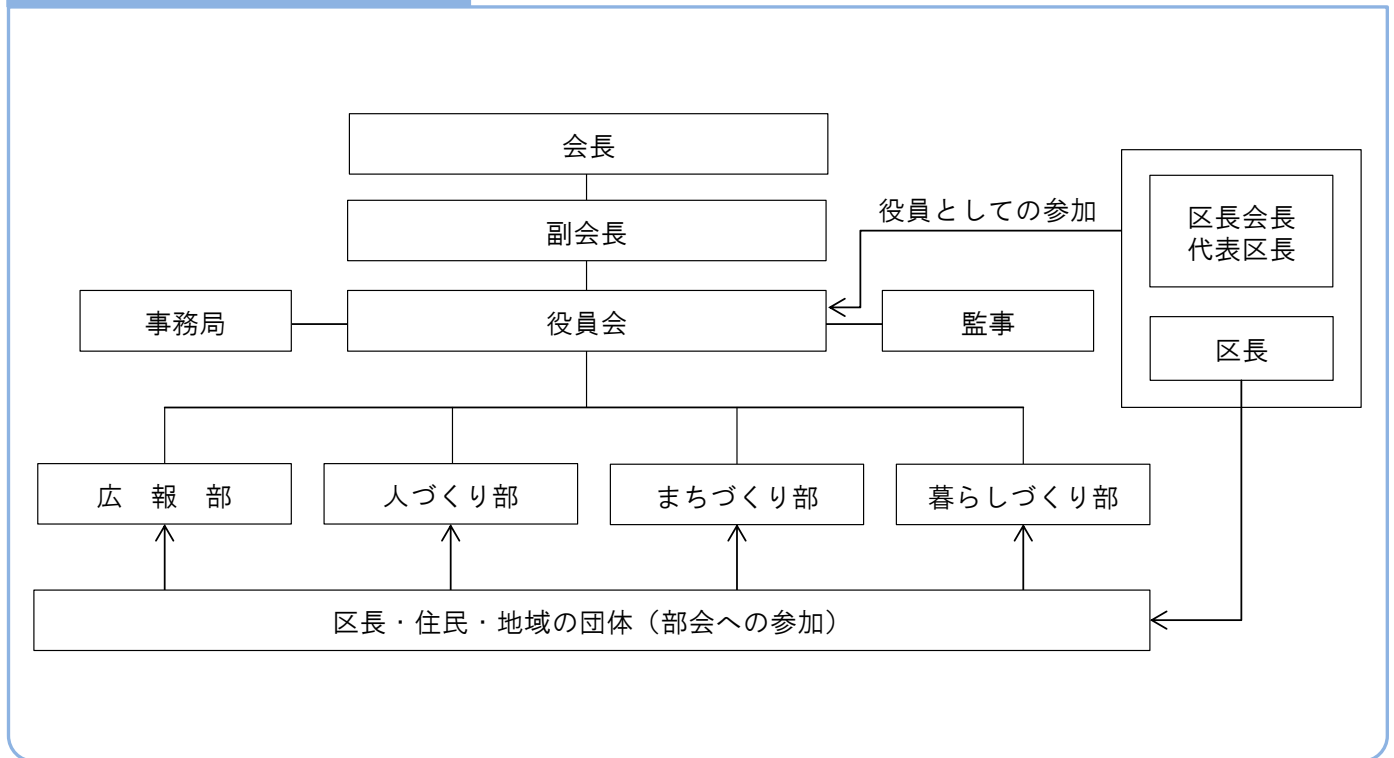 会長
副会長
役員としての参加
区長会長
代表区長
事務局
役員会
監事
区長
広　報　部
人づくり部
まちづくり部
暮らしづくり部
区長・住民・地域の団体（部会への参加）